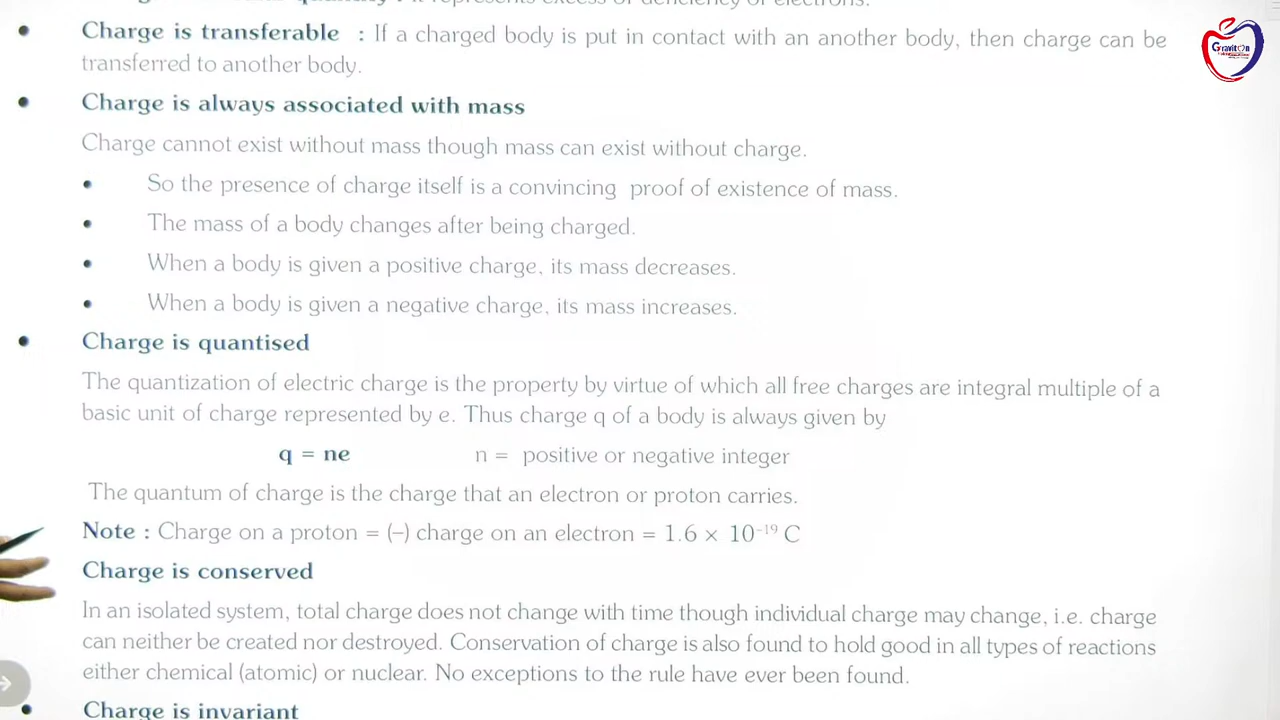 Charge is transferable : If a charged body is put in contact with an another body, then charge can be
transferred to another body.
Charge is always associated with mass
Charge cannot exist without mass though mass can exist without charge.
So the presence of charge itself is a convincing proof of existence of mass.
The mass of a body changes after being charged.
When a body is given a positive charge, its mass decreases.
When a body is given a negative charge, its mass increases.
Charge is quantised
The quantization of electric charge is the property by virtue of which all free charges are integral multiple of a
basic unit of charge represented by e. Thus charge q of a body is always given by
q = ne n = positive or negative integer
The quantum of charge is the charge that an electron or proton carries.
Note : Charge on a proton = (–) charge on an electron = 1.6 × 10⁻¹⁹ C
Charge is conserved
In an isolated system, total charge does not change with time though individual charge may change, i.e. charge
can neither be created nor destroyed. Conservation of charge is also found to hold good in all types of reactions
either chemical (atomic) or nuclear. No exceptions to the rule have ever been found.
Charge is invariant
Graviton